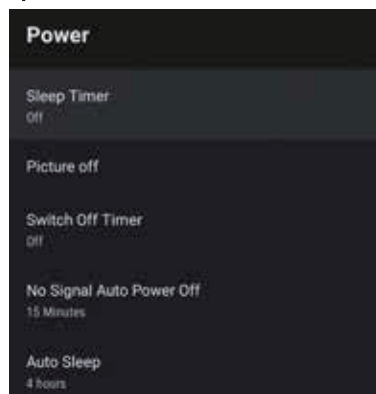 Power
Sleep Timer
Off
Picture off
Switch Off Timer
Off
No Signal Auto Power Off
15 Minutes
Auto Sleep
4 hours